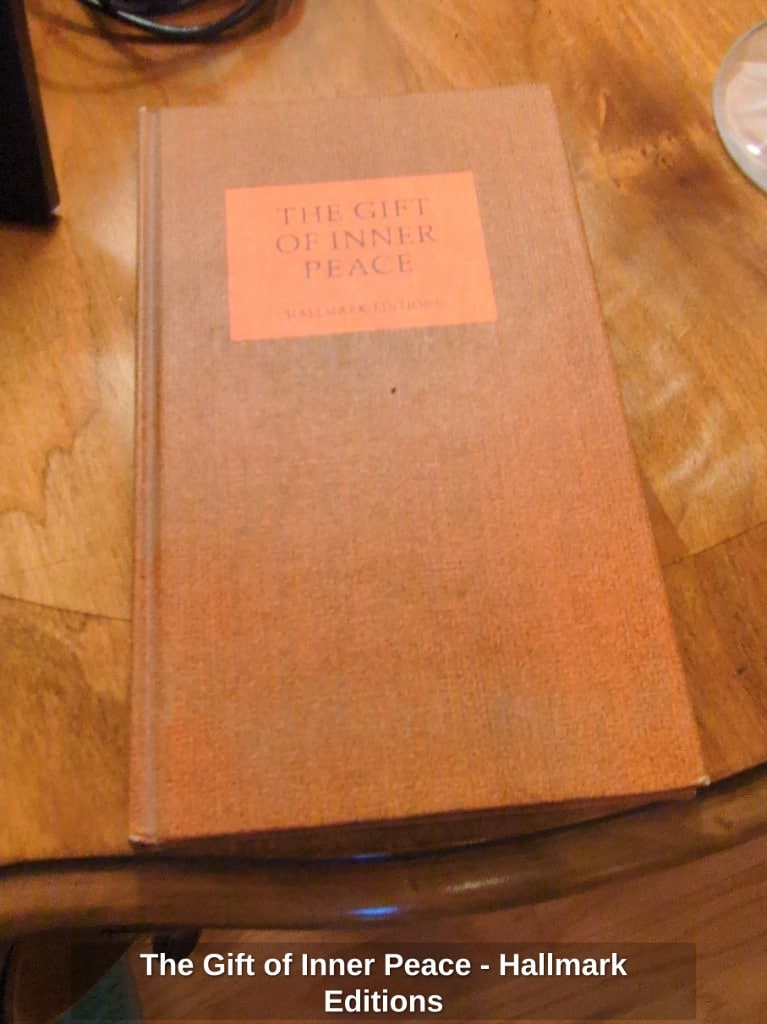 THE GIFT
OF INNER
PEACE
HALLMARK EDITIONS
The Gift of Inner Peace - Hallmark
Editions